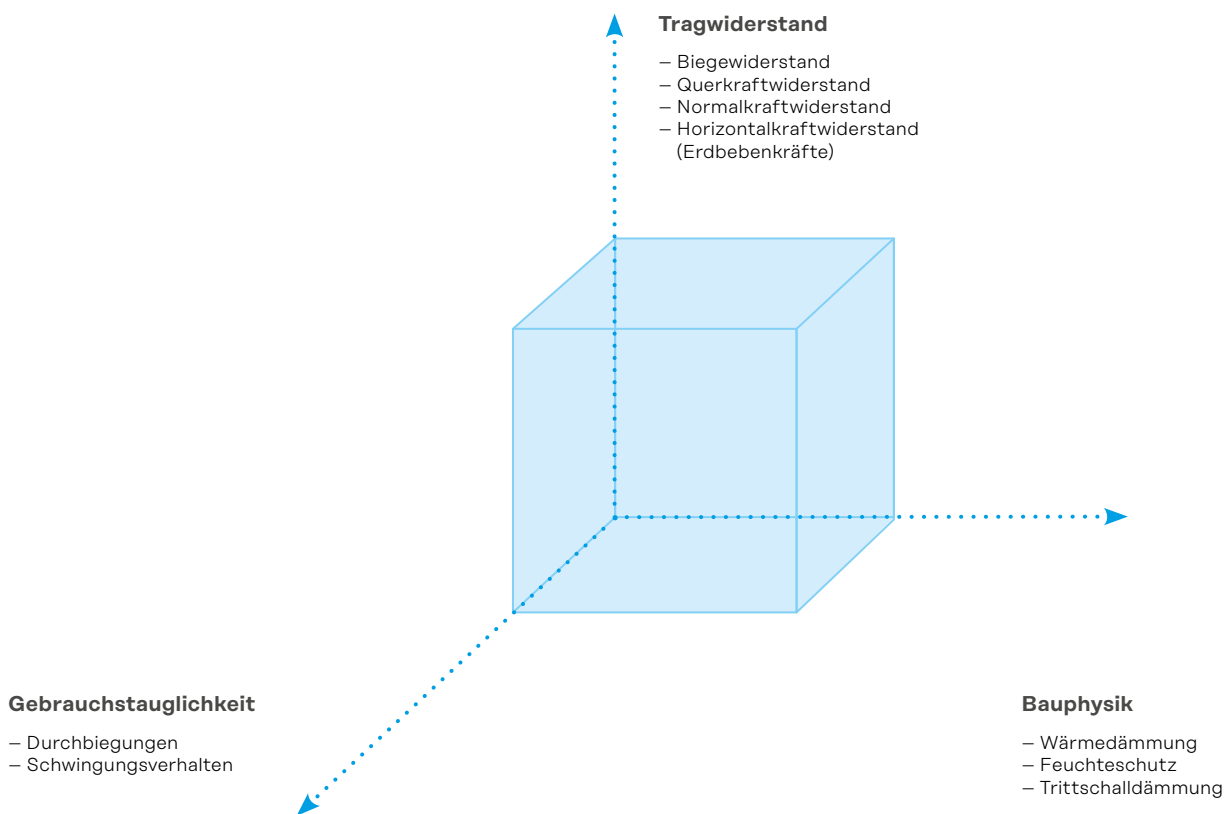 Tragwiderstand
– Biegewiderstand
– Querkraftwiderstand
– Normalkraftwiderstand
– Horizontalkraftwiderstand
(Erdbebenkräfte)
Gebrauchstauglichkeit
– Durchbiegungen
– Schwingungsverhalten
Bauphysik
– Wärmedämmung
– Feuchteschutz
– Trittschalldämmung